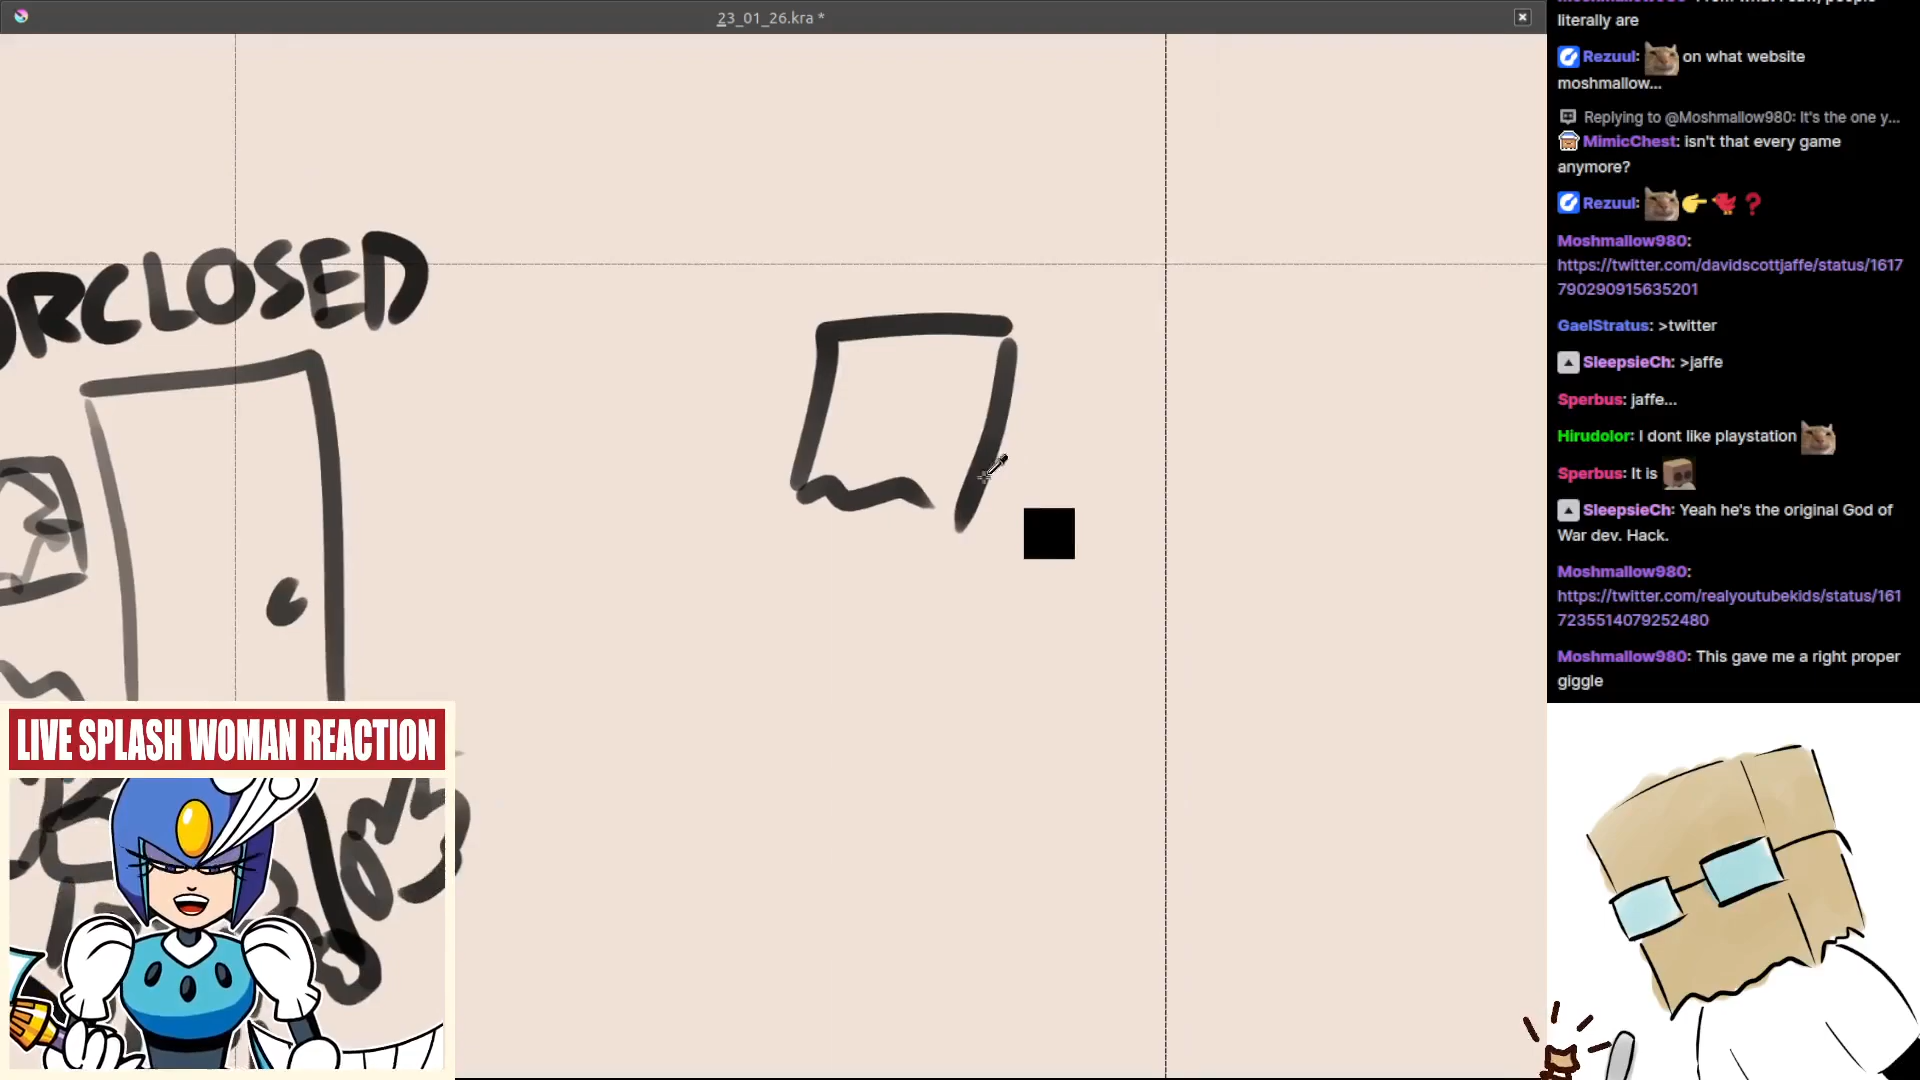 23_01_26.kra *
literally are
Rezuul: on what website
moshmallow...
Replying to @Moshmallow980: It's the one y...
MimicChest: isn't that every game
anymore?
Rezuul: ?
Moshmallow980:
https://twitter.com/davidscottjaffe/status/1617
790290915635201
GaelStratus: >twitter
SleepsieCh: >jaffe
Sperbus: jaffe...
Hirudolor: I dont like playstation
Sperbus: It is
SleepsieCh: Yeah he's the original God of
War dev. Hack.
Moshmallow980:
https://twitter.com/realyoutubekids/status/161
7235514079252480
Moshmallow980: This gave me a right proper
giggle
ORCLOSED
LIVE SPLASH WOMAN REACTION